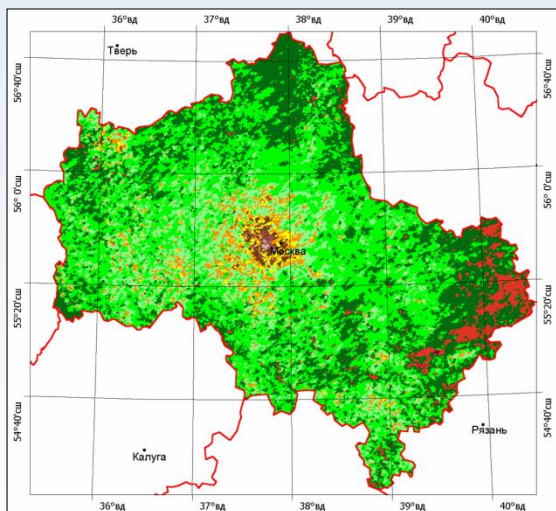 36°вд 37°вд 38°вд 39°вд 40°вд
Тверь
56°40'сш 56°40'сш
56° 0'сш 56° 0'сш
Москва
55°20'сш 55°20'сш
54°40'сш 54°40'сш
Рязань
Калуга
36°вд 37°вд 38°вд 39°вд 40°вд